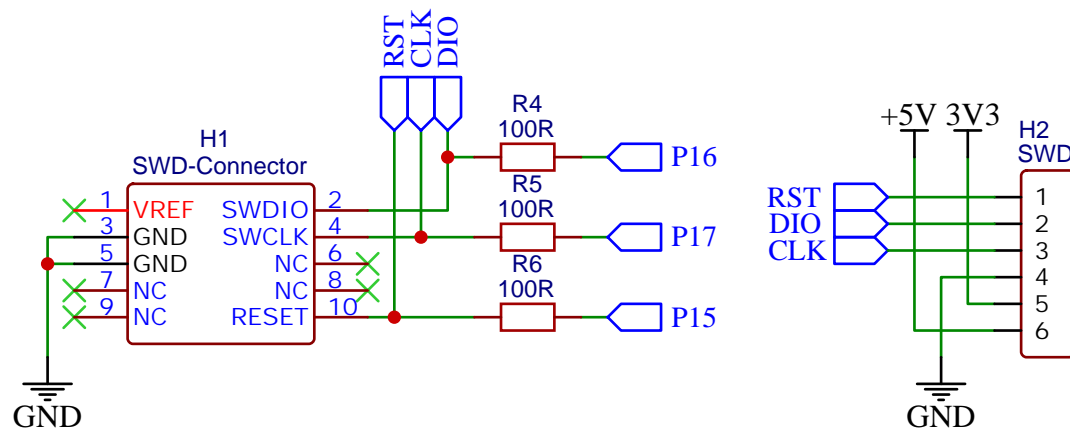 RST
CLK
DIO
H1
SWD-Connector
1 VREF SWDIO 2
3 GND SWCLK 4
5 GND NC 6
7 NC NC 8
9 NC RESET 10
GND
R4
100R
P16
R5
100R
P17
R6
100R
P15
+5V 3V3
H2
SWD
RST 1
DIO 2
CLK 3
4
5
6
GND